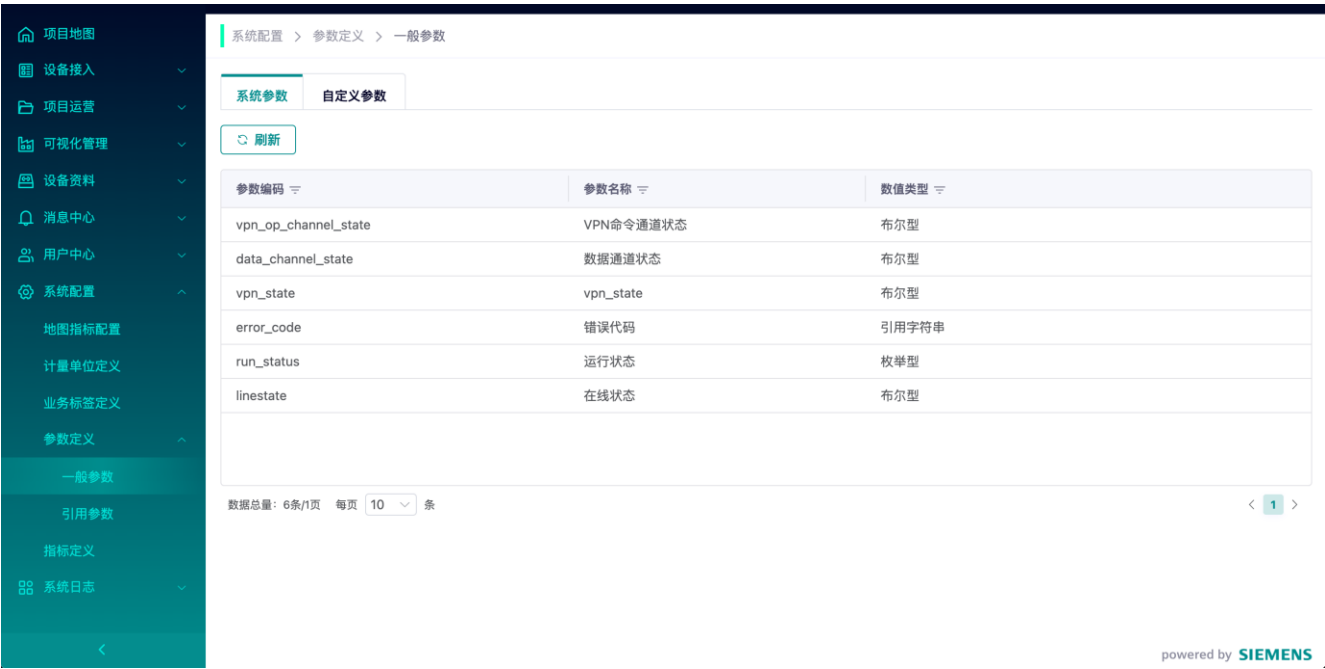 项目地图
设备接入
项目运营
可视化管理
设备资料
消息中心
用户中心
系统配置
地图指标配置
计量单位定义
业务标签定义
参数定义
一般参数
引用参数
指标定义
系统日志
系统配置 > 参数定义 > 一般参数
系统参数 自定义参数
刷新
参数编码 参数名称 数值类型
vpn_op_channel_state VPN命令通道状态 布尔型
data_channel_state 数据通道状态 布尔型
vpn_state vpn_state 布尔型
error_code 错误代码 引用字符串
run_status 运行状态 枚举型
linestate 在线状态 布尔型
数据总量：6条/1页 每页 10 条 < 1 >
powered by SIEMENS